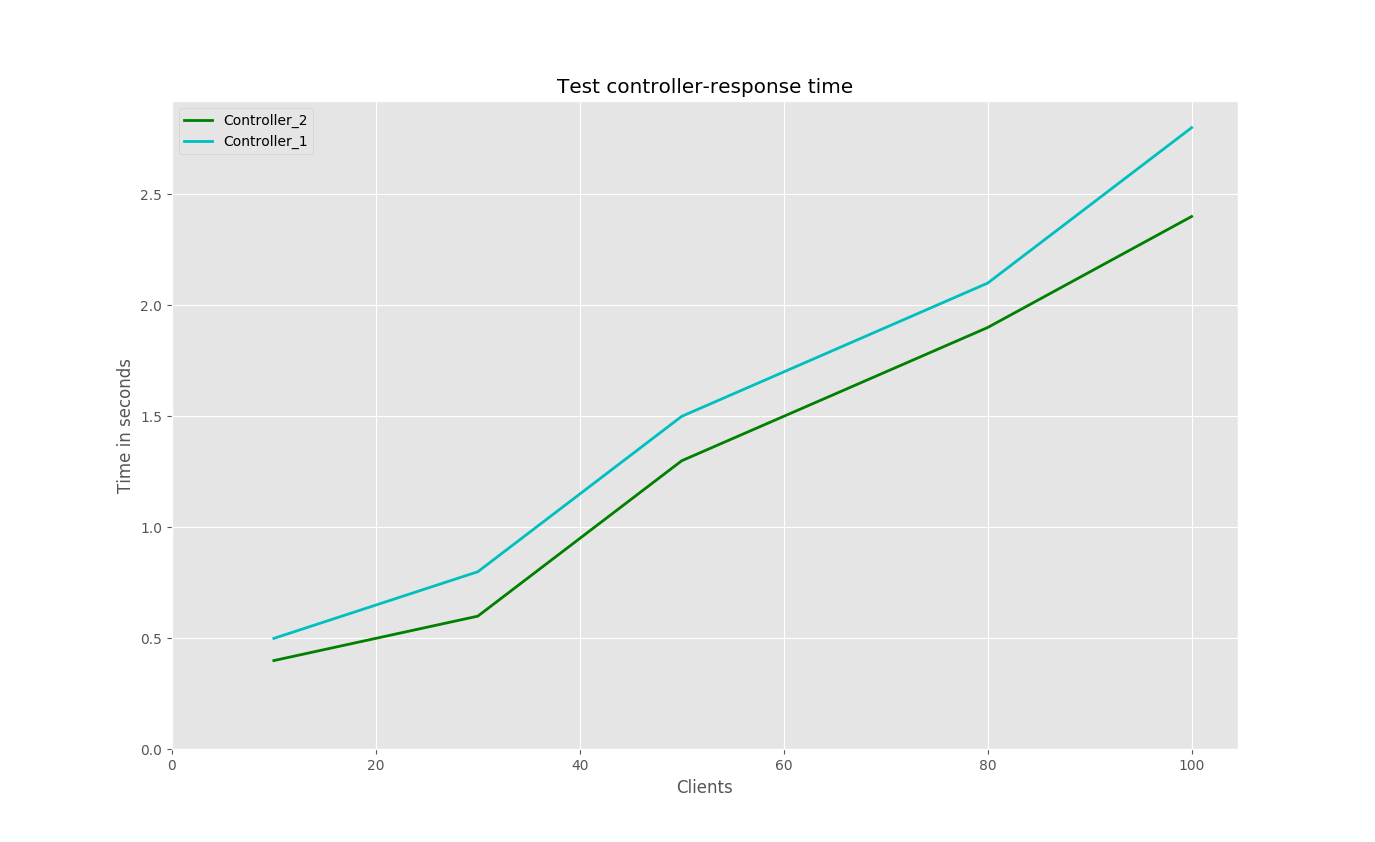 Test controller-response time
Controller_2
Controller_1
2.5
2.0
1.5
1.0
0.5
0.0
Time in seconds
0 20 40 60 80 100
Clients